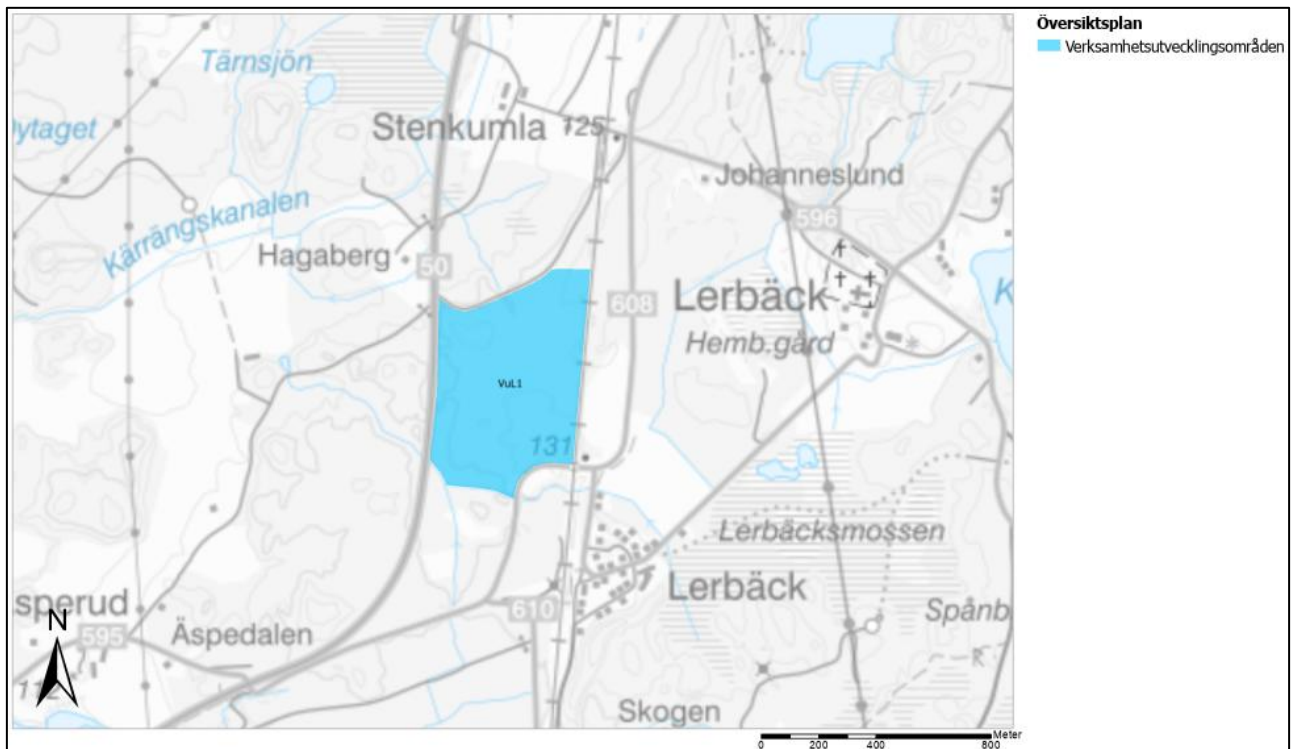 Översiktsplan
Verksamhetsutvecklingsområden
Tärnsjön
ytaget
Stenkumla
125
Johanneslund
596
Kärrängskanalen
Hagaberg
50
608
Lerbäck
K
Hemb.gård
VuL1
131
Lerbäcksmossen
Lerbäck
sperud
N
595
Äspedalen
610
Spånb
112
Skogen
Meter
0 200 400 800